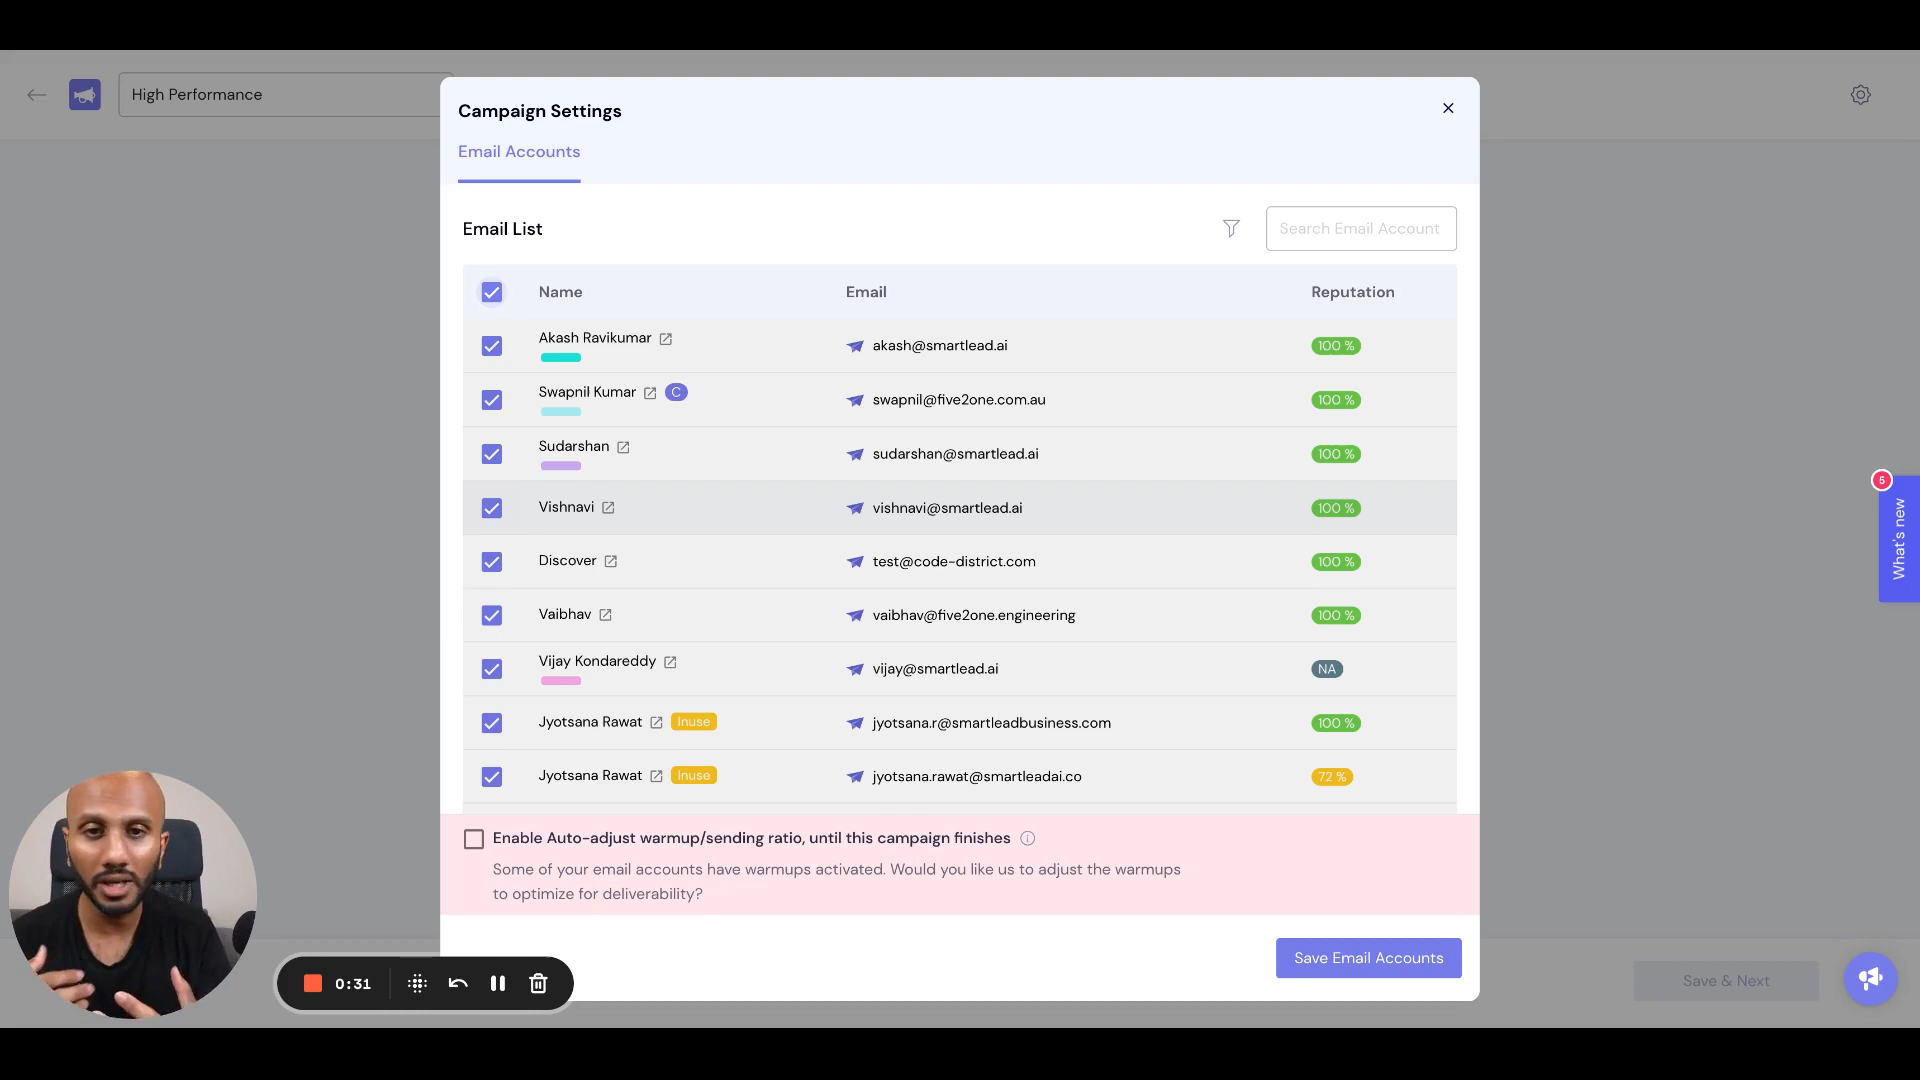 High Performance
Campaign Settings
Email Accounts
Email List
Search Email Account
Name Email Reputation
Akash Ravikumar akash@smartlead.ai 100 %
Swapnil Kumar C swapnil@five2one.com.au 100 %
Sudarshan sudarshan@smartlead.ai 100 %
Vishnavi vishnavi@smartlead.ai 100 %
Discover test@code-district.com 100 %
Vaibhav vaibhav@five2one.engineering 100 %
Vijay Kondareddy vijay@smartlead.ai NA
Jyotsana Rawat Inuse jyotsana.r@smartleadbusiness.com 100 %
Jyotsana Rawat Inuse jyotsana.rawat@smartleadai.co 72 %
5
What's new
Enable Auto-adjust warmup/sending ratio, until this campaign finishes
Some of your email accounts have warmups activated. Would you like us to adjust the warmups
to optimize for deliverability?
Save Email Accounts
0:31
Save & Next